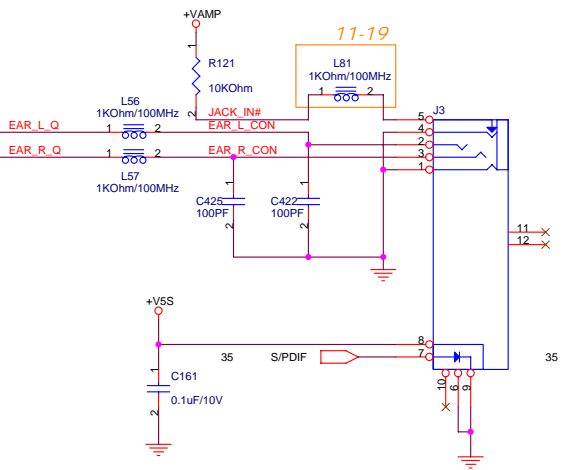 +VAMP
11-19
1
R121
10KOhm
2
L81
1KOhm/100MHz
1 2
L56
1KOhm/100MHz
JACK_IN#
J3
5
EAR_L_Q 1 2 EAR_L_CON
4
2
EAR_R_Q 1 2 EAR_R_CON
3
L57
1KOhm/100MHz
1
1
C425
100PF
2
1
C422
100PF
2
11
12
+V5S
8
35 S/PDIF 7
35
1
C161
0.1uF/10V
2
10
6
9